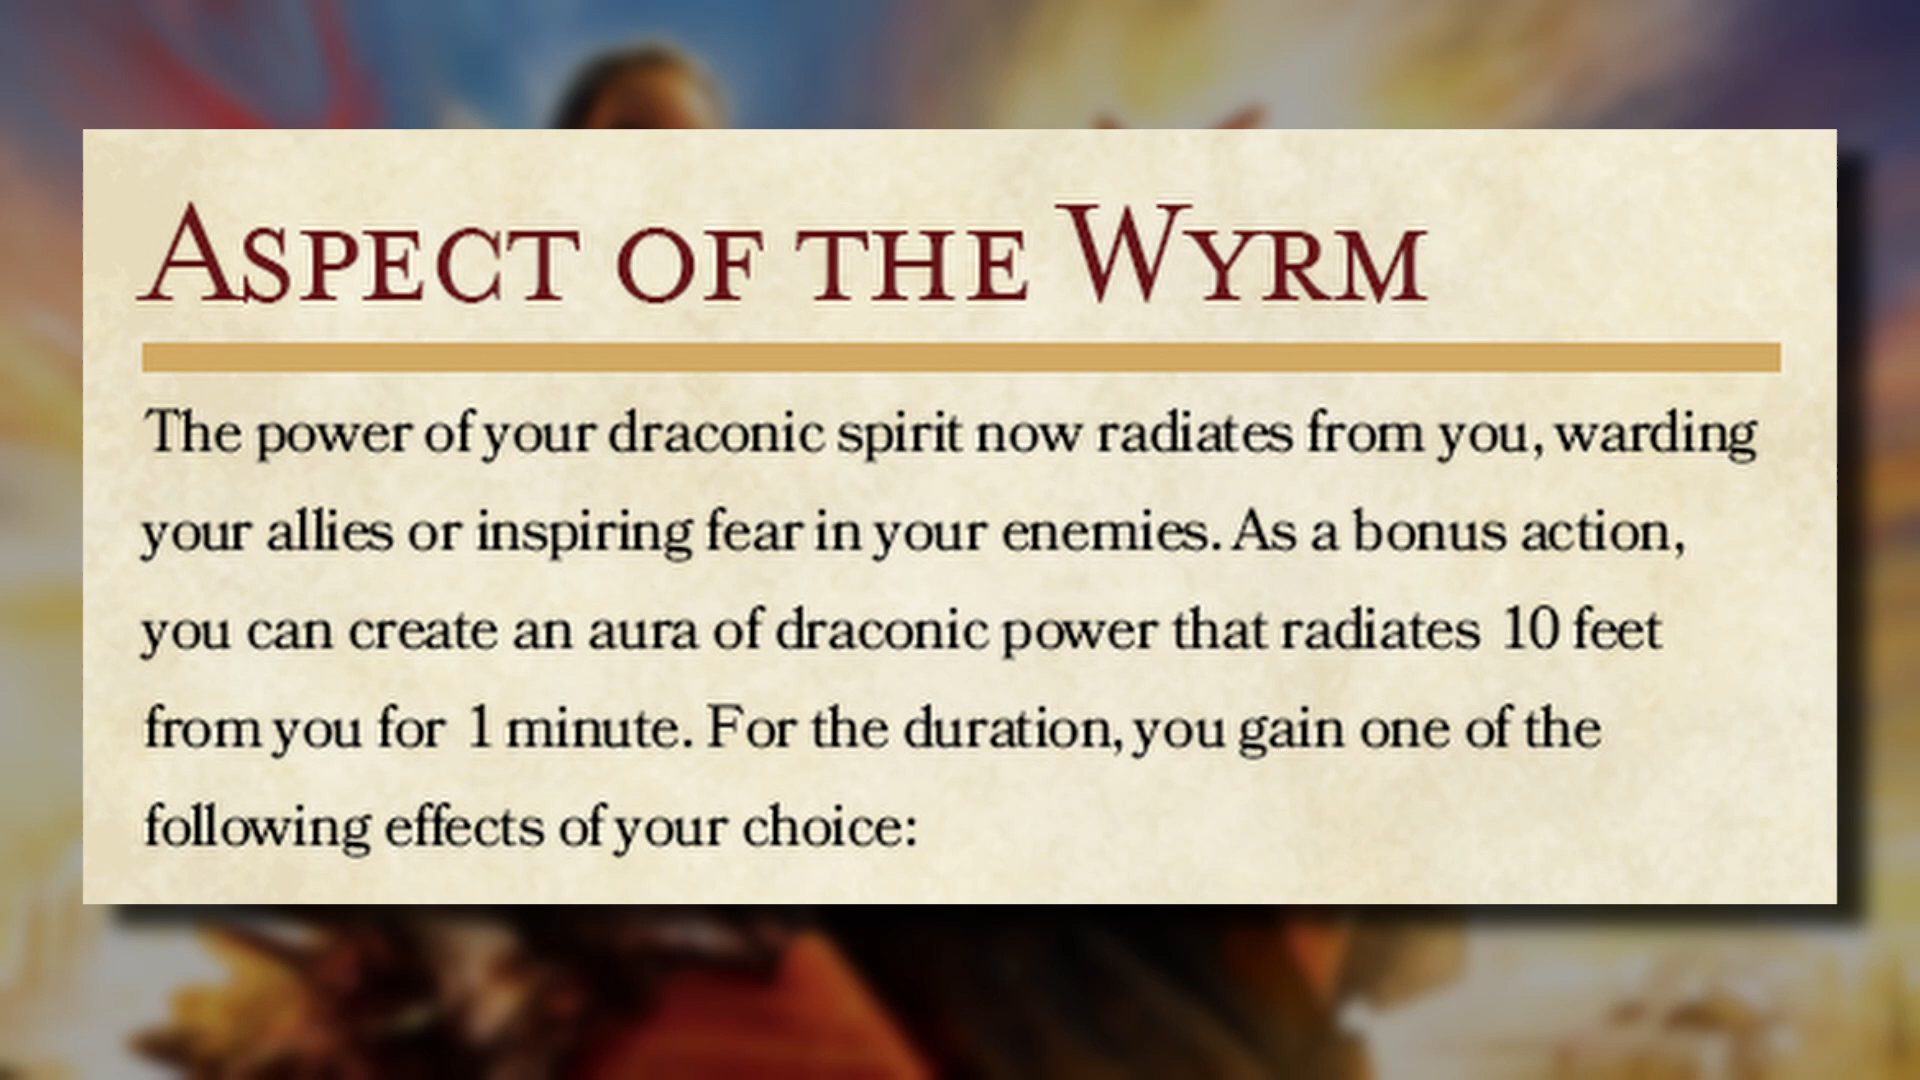 Aspect of the Wyrm
The power of your draconic spirit now radiates from you, warding
your allies or inspiring fear in your enemies. As a bonus action,
you can create an aura of draconic power that radiates 10 feet
from you for 1 minute. For the duration, you gain one of the
following effects of your choice: